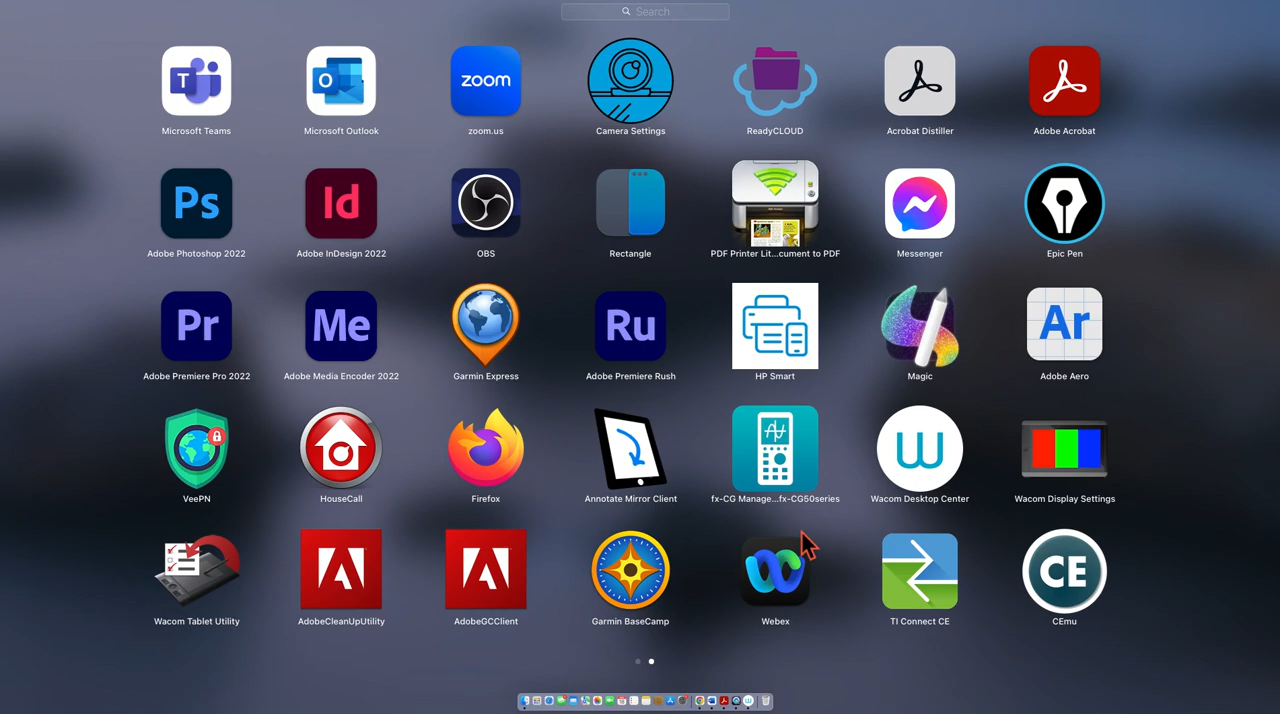 Search
T O zoom
Microsoft Teams Microsoft Outlook zoom.us Camera Settings ReadyCLOUD Acrobat Distiller Adobe Acrobat
Ps Id
Adobe Photoshop 2022 Adobe InDesign 2022 OBS Rectangle PDF Printer Lit...cument to PDF Messenger Epic Pen
Pr Me Ru Ar
Adobe Premiere Pro 2022 Adobe Media Encoder 2022 Garmin Express Adobe Premiere Rush HP Smart Magic Adobe Aero
VeePN HouseCall Firefox Annotate Mirror Client fx-CG Manage...fx-CG50series Wacom Desktop Center Wacom Display Settings
CE
Wacom Tablet Utility AdobeCleanUpUtility AdobeGCClient Garmin BaseCamp Webex TI Connect CE CEmu